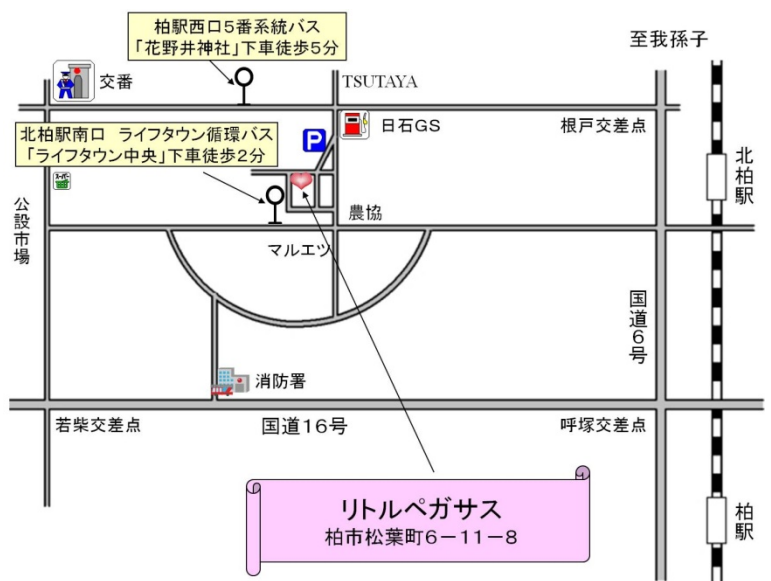 柏駅西口5番系統バス
「花野井神社」下車徒歩5分
至我孫子
交番
TSUTAYA
日石GS
根戸交差点
北柏駅南口 ライフタウン循環バス
「ライフタウン中央」下車徒歩2分
P
スーパー
北柏駅
公設市場
農協
マルエツ
国道6号
消防署
若柴交差点
国道16号
呼塚交差点
リトルペガサス
柏市松葉町6-11-8
柏駅